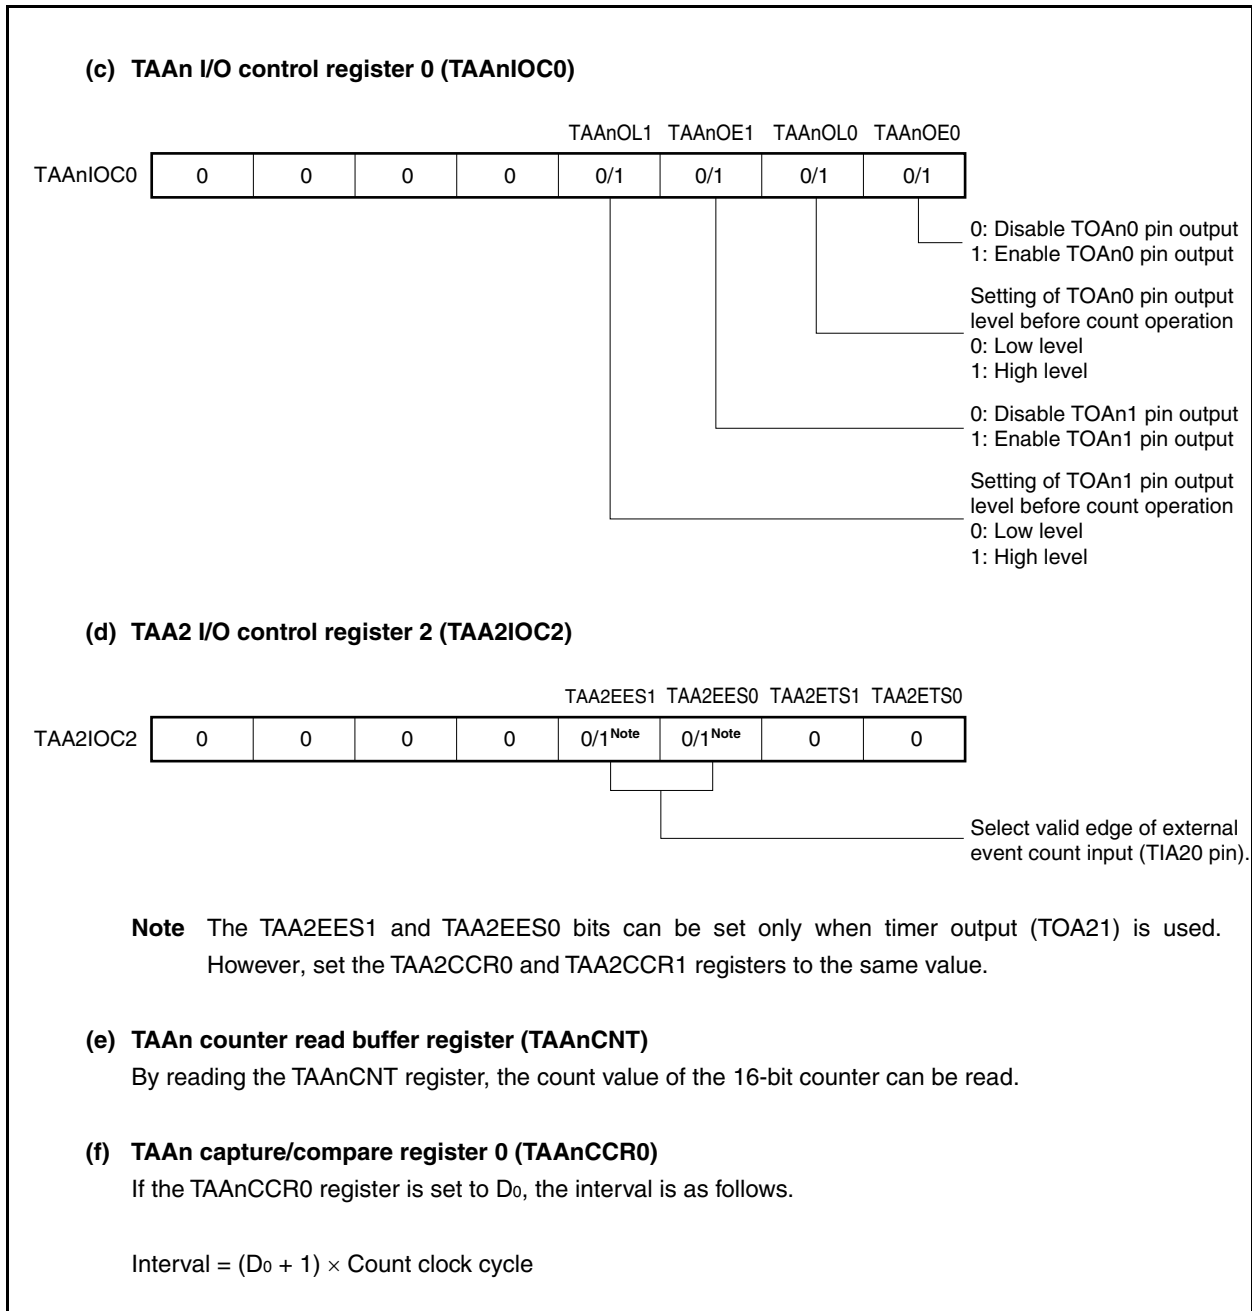 (c) TAAn I/O control register 0 (TAAnIOC0)
TAAnOL1 TAAnOE1 TAAnOL0 TAAnOE0
TAAnIOC0 0 0 0 0 0/1 0/1 0/1 0/1
0: Disable TOAn0 pin output
1: Enable TOAn0 pin output
Setting of TOAn0 pin output
level before count operation
0: Low level
1: High level
0: Disable TOAn1 pin output
1: Enable TOAn1 pin output
Setting of TOAn1 pin output
level before count operation
0: Low level
1: High level
(d) TAA2 I/O control register 2 (TAA2IOC2)
TAA2EES1 TAA2EES0 TAA2ETS1 TAA2ETS0
TAA2IOC2 0 0 0 0 0/1Note 0/1Note 0 0
Select valid edge of external
event count input (TIA20 pin).
Note The TAA2EES1 and TAA2EES0 bits can be set only when timer output (TOA21) is used.
However, set the TAA2CCR0 and TAA2CCR1 registers to the same value.
(e) TAAn counter read buffer register (TAAnCNT)
By reading the TAAnCNT register, the count value of the 16-bit counter can be read.
(f) TAAn capture/compare register 0 (TAAnCCR0)
If the TAAnCCR0 register is set to D0, the interval is as follows.
Interval = (D0 + 1) × Count clock cycle